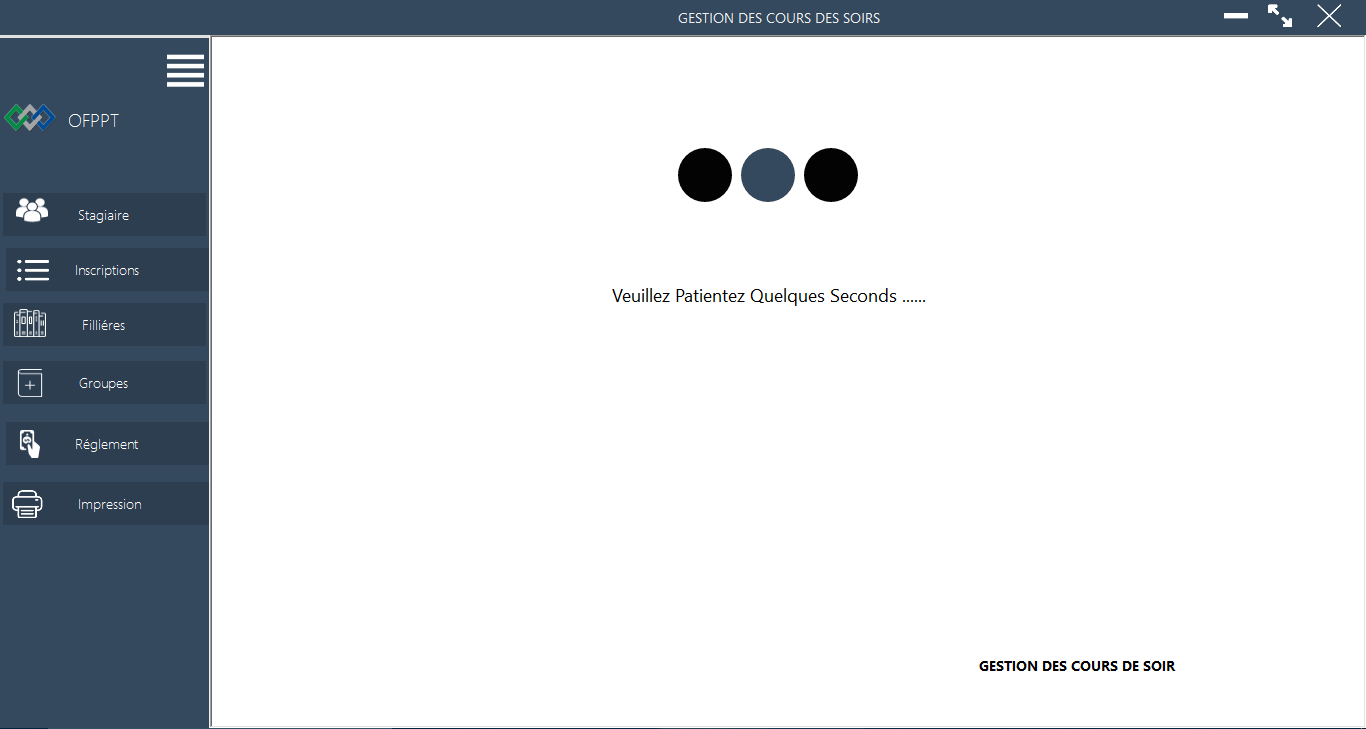 GESTION DES COURS DES SOIRS
OFPPT
Stagiaire
Inscriptions
Filliéres
Groupes
Réglement
Impression
Veuillez Patientez Quelques Seconds ......
GESTION DES COURS DE SOIR